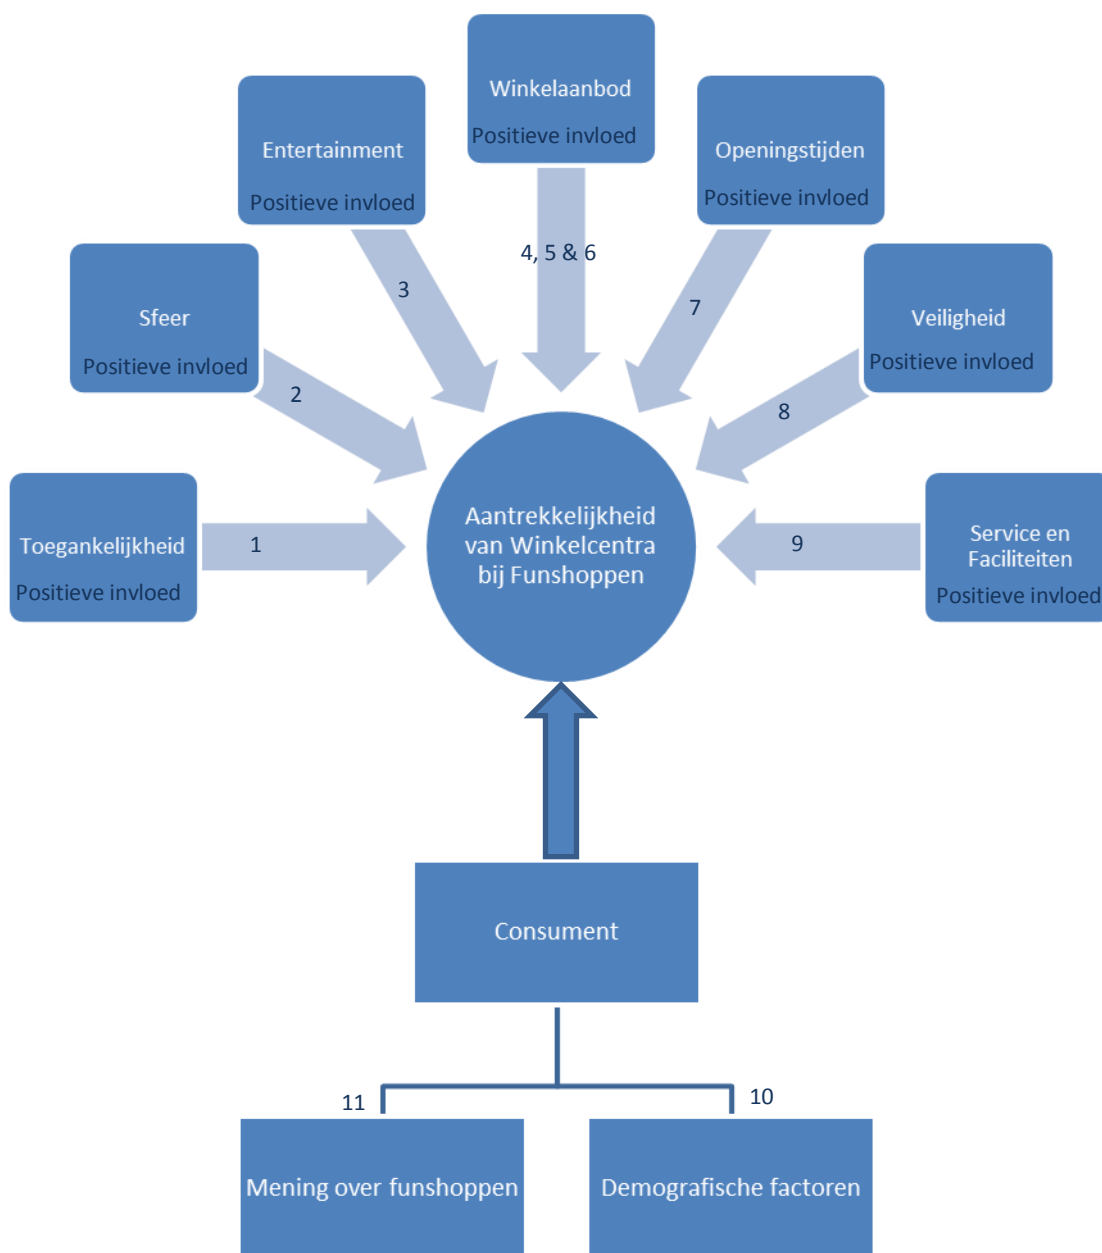 Winkelaanbod
Positieve invloed
Entertainment
Positieve invloed
Openingstijden
Positieve invloed
4, 5 & 6
3
7
Sfeer
Positieve invloed
Veiligheid
Positieve invloed
2
8
Toegankelijkheid
Positieve invloed
1
Aantrekkelijkheid
van Winkelcentra
bij Funshoppen
9
Service en
Faciliteiten
Positieve invloed
Consument
11
10
Mening over funshoppen
Demografische factoren